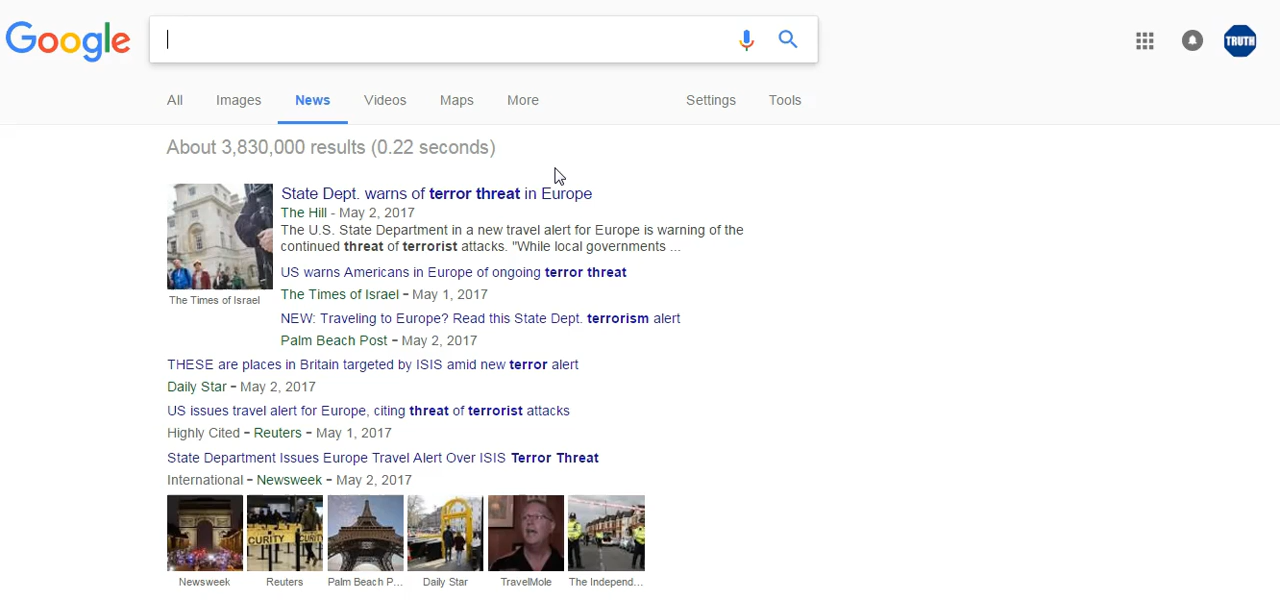 Google
TRUTH
All Images News Videos Maps More Settings Tools
About 3,830,000 results (0.22 seconds)
State Dept. warns of terror threat in Europe
The Hill - May 2, 2017
The U.S. State Department in a new travel alert for Europe is warning of the
continued threat of terrorist attacks. "While local governments ...
US warns Americans in Europe of ongoing terror threat
The Times of Israel - May 1, 2017
The Times of Israel
NEW: Traveling to Europe? Read this State Dept. terrorism alert
Palm Beach Post - May 2, 2017
THESE are places in Britain targeted by ISIS amid new terror alert
Daily Star - May 2, 2017
US issues travel alert for Europe, citing threat of terrorist attacks
Highly Cited - Reuters - May 1, 2017
State Department Issues Europe Travel Alert Over ISIS Terror Threat
International - Newsweek - May 2, 2017
CURITY CURIT
Newsweek Reuters Palm Beach P... Daily Star TravelMole The Independ...